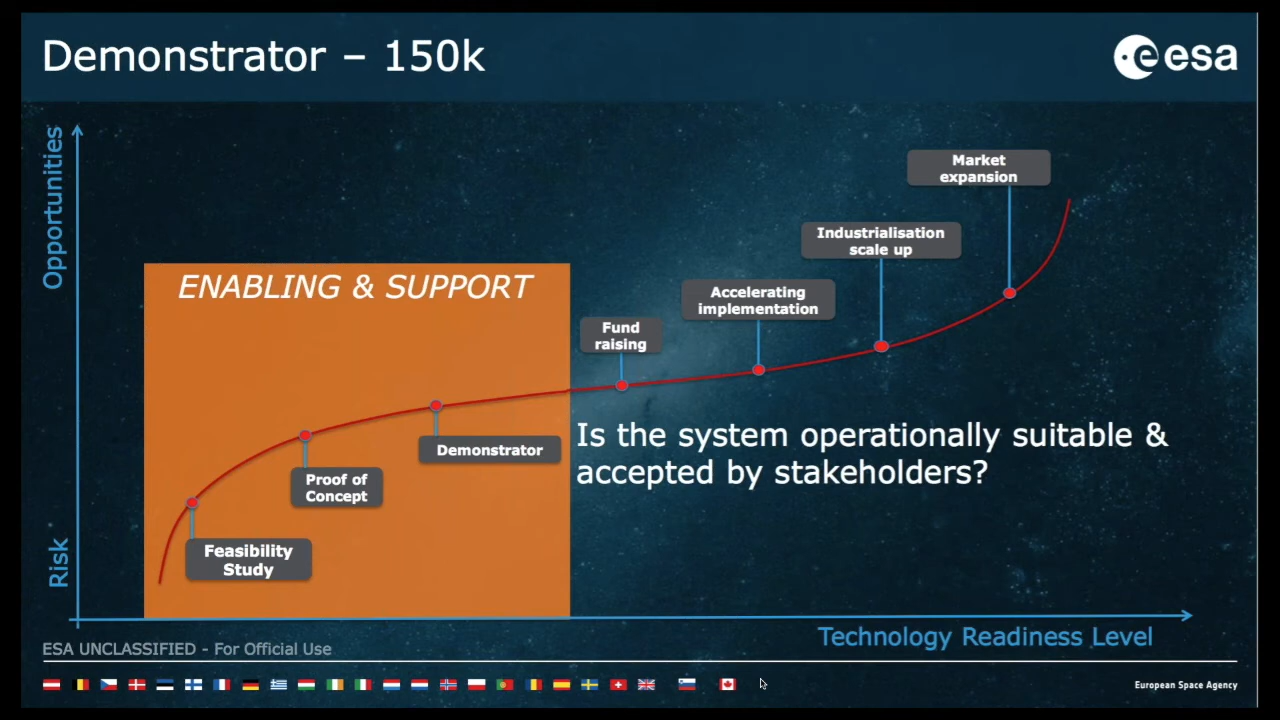 Demonstrator – 150k
esa
Opportunities
Risk
ENABLING & SUPPORT
Market
expansion
Industrialisation
scale up
Accelerating
implementation
Fund
raising
Demonstrator
Proof of
Concept
Feasibility
Study
Is the system operationally suitable &
accepted by stakeholders?
Technology Readiness Level
ESA UNCLASSIFIED - For Official Use
European Space Agency